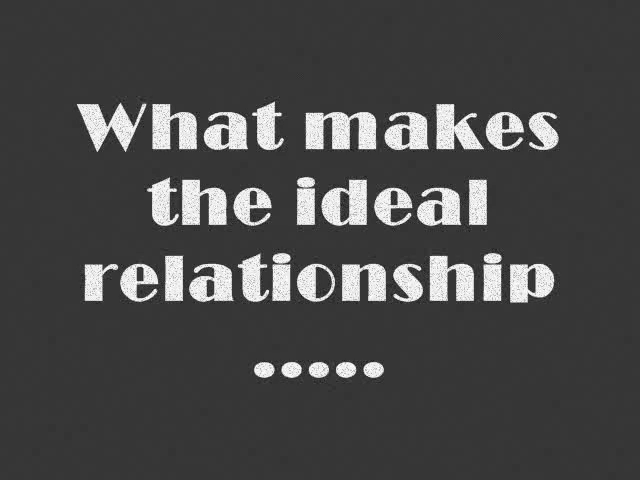 What makes
the ideal
relationship
.....